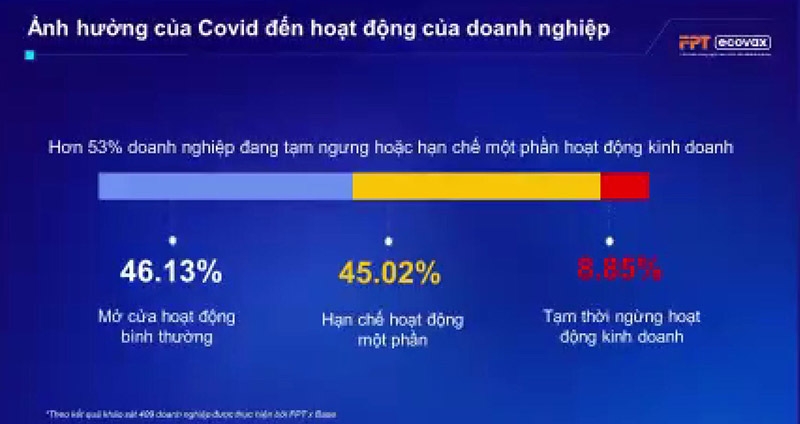 Ảnh hưởng của Covid đến hoạt động của doanh nghiệp
FPT ecovax
Hơn 53% doanh nghiệp đang tạm ngưng hoặc hạn chế một phần hoạt động kinh doanh
46.13%
45.02%
8.85%
Mở cửa hoạt động
bình thường
Hạn chế hoạt động
một phần
Tạm thời ngừng hoạt
động kinh doanh
*Theo kết quả khảo sát 409 doanh nghiệp được thực hiện bởi FPT x Base